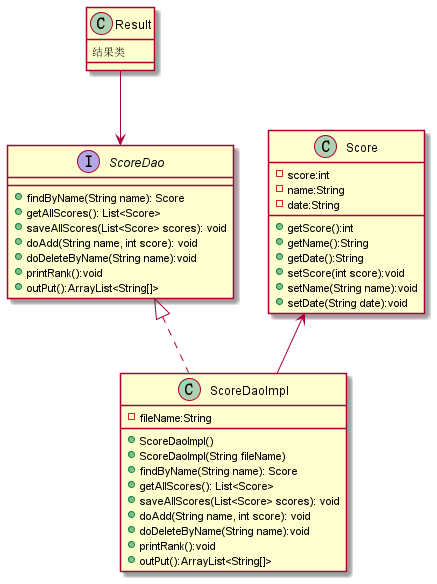 C Result
结果类
I ScoreDao
findByName(String name): Score
getAllScores(): List<Score>
saveAllScores(List<Score> scores): void
doAdd(String name, int score): void
doDeleteByName(String name):void
printRank():void
outPut():ArrayList<String[]>
C Score
score:int
name:String
date:String
getScore():int
getName():String
getDate():String
setScore(int score):void
setName(String name):void
setDate(String date):void
C ScoreDaoImpl
fileName:String
ScoreDaoImpl()
ScoreDaoImpl(String fileName)
findByName(String name): Score
getAllScores(): List<Score>
saveAllScores(List<Score> scores): void
doAdd(String name, int score): void
doDeleteByName(String name):void
printRank():void
outPut():ArrayList<String[]>